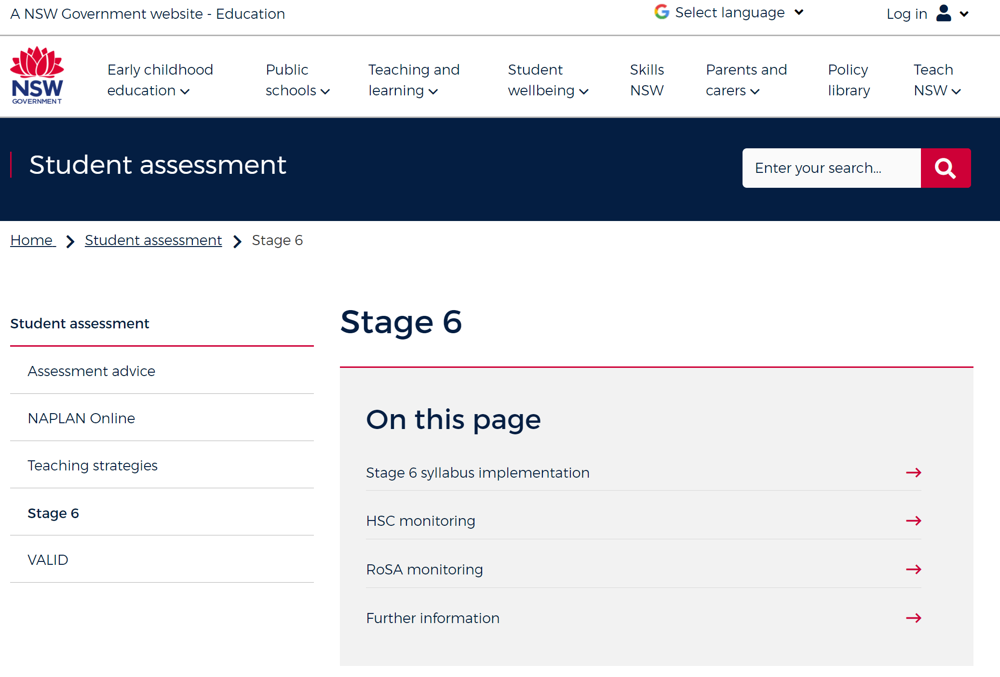 A NSW Government website - Education
Select language
Log in
NSW
GOVERNMENT
Early childhood
education
Public
schools
Teaching and
learning
Student
wellbeing
Skills
NSW
Parents and
carers
Policy
library
Teach
NSW
Student assessment
Enter your search...
Home
Student assessment
Stage 6
Student assessment
Assessment advice
NAPLAN Online
Teaching strategies
Stage 6
VALID
Stage 6
On this page
Stage 6 syllabus implementation
HSC monitoring
RoSA monitoring
Further information